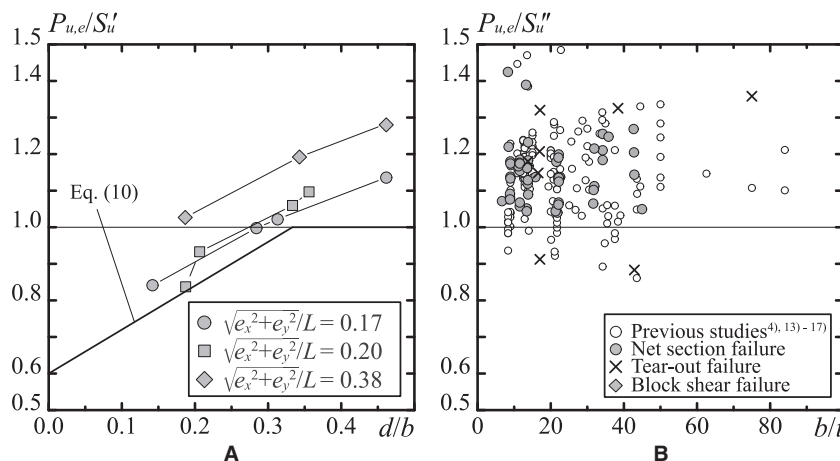 P_{u,e}/S_u'
1.5
1.4
1.2
1.0
0.8
0.6
0.5
Eq. (10)
√e_x²+e_y²/L = 0.17
√e_x²+e_y²/L = 0.20
√e_x²+e_y²/L = 0.38
0.0 0.1 0.2 0.3 0.4 d/b
A
P_{u,e}/S_u''
1.5
1.4
1.2
1.0
0.8
0.6
0.5
Previous studies⁴⁾, ¹³⁾ - ¹⁷⁾
Net section failure
Tear-out failure
Block shear failure
0 20 40 60 80 b/t
B